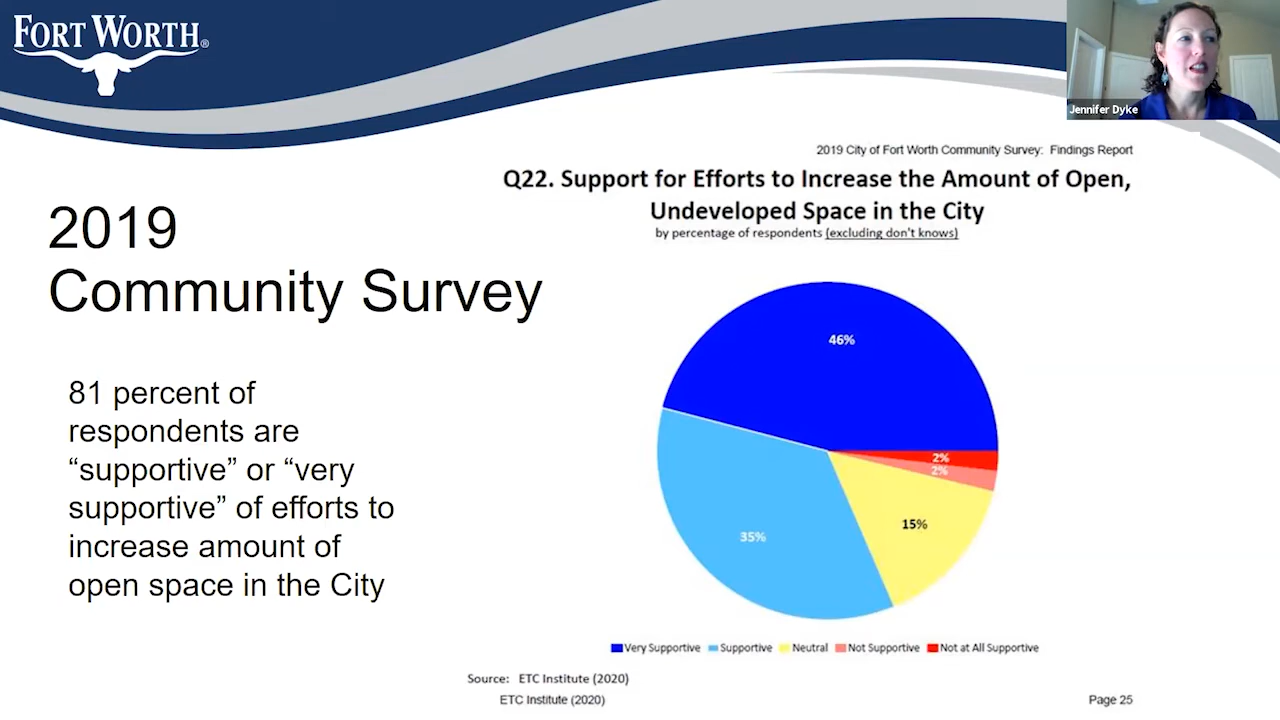 FORT WORTH®
Jennifer Dyke
2019 City of Fort Worth Community Survey: Findings Report
Q22. Support for Efforts to Increase the Amount of Open,
Undeveloped Space in the City
by percentage of respondents (excluding don't knows)
2019
Community Survey
81 percent of
respondents are
“supportive” or “very
supportive” of efforts to
increase amount of
open space in the City
46%
2%
2%
15%
35%
Very Supportive Supportive Neutral Not Supportive Not at All Supportive
Source: ETC Institute (2020)
ETC Institute (2020)
Page 25